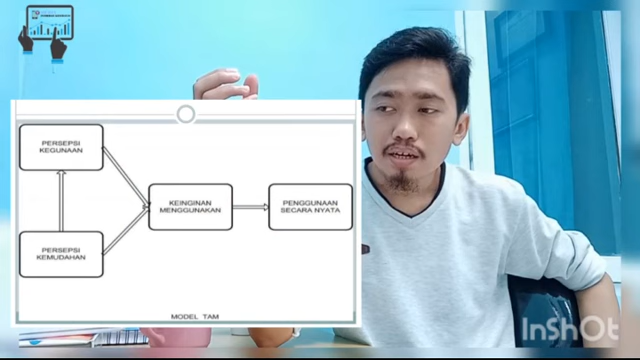 PERSEPSI
KEGUNAAN
KEINGINAN
MENGGUNAKAN
PENGGUNAAN
SECARA NYATA
PERSEPSI
KEMUDAHAN
MODEL TAM
InShOt